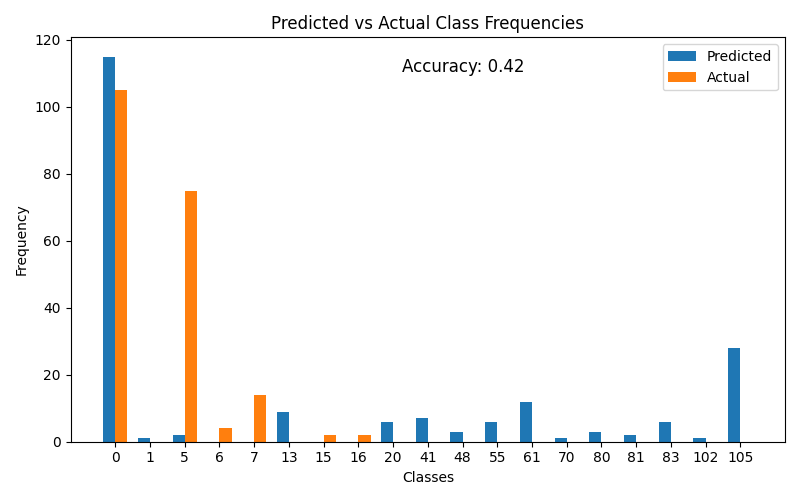 Predicted vs Actual Class Frequencies
Accuracy: 0.42
Predicted
Actual
Frequency
120
100
80
60
40
20
0
0 1 5 6 7 13 15 16 20 41 48 55 61 70 80 81 83 102 105
Classes